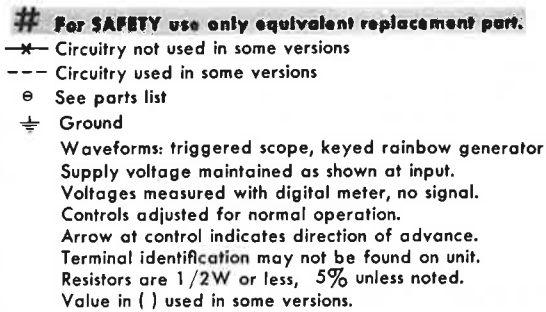 # For SAFETY use only equivalent replacement part.
Circuitry not used in some versions
--- Circuitry used in some versions
⊖ See parts list
⏚ Ground
Waveforms: triggered scope, keyed rainbow generator
Supply voltage maintained as shown at input.
Voltages measured with digital meter, no signal.
Controls adjusted for normal operation.
Arrow at control indicates direction of advance.
Terminal identification may not be found on unit.
Resistors are 1/2W or less, 5% unless noted.
Value in ( ) used in some versions.